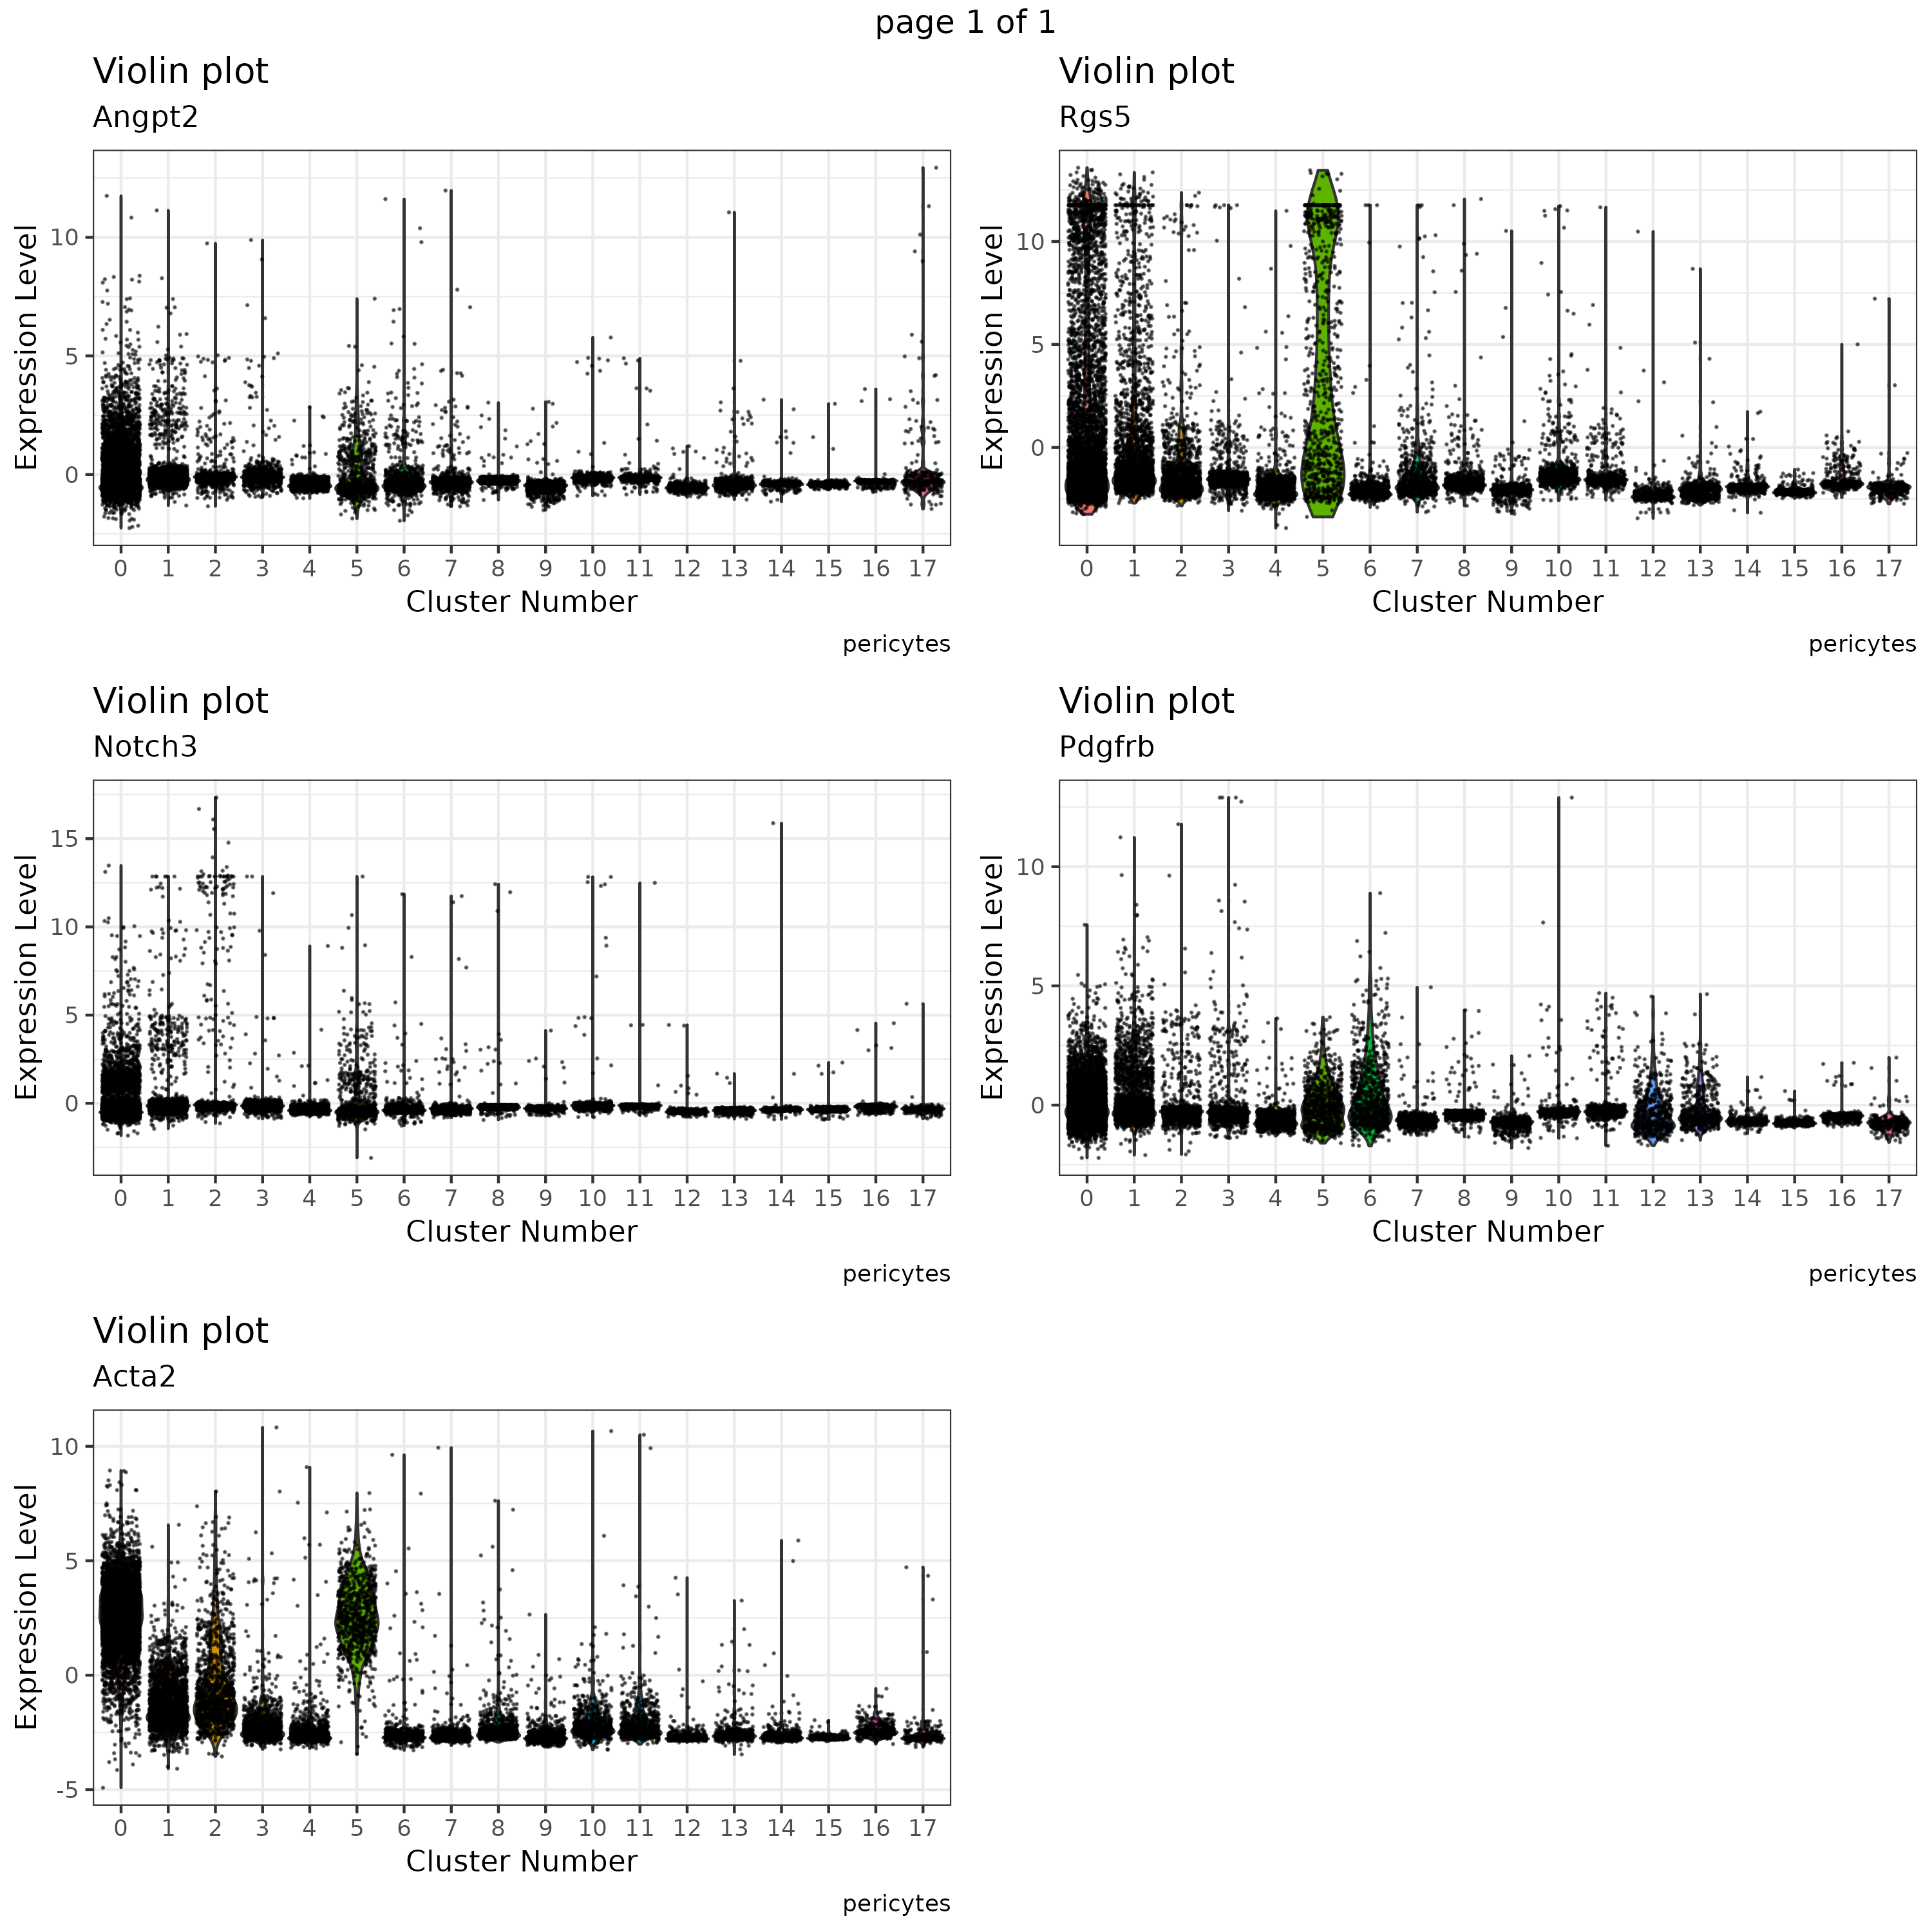 page 1 of 1
Violin plot
Angpt2
Expression Level
10
5
0
0 1 2 3 4 5 6 7 8 9 10 11 12 13 14 15 16 17
Cluster Number
pericytes
Violin plot
Rgs5
Expression Level
10
5
0
0 1 2 3 4 5 6 7 8 9 10 11 12 13 14 15 16 17
Cluster Number
pericytes
Violin plot
Notch3
Expression Level
15
10
5
0
0 1 2 3 4 5 6 7 8 9 10 11 12 13 14 15 16 17
Cluster Number
pericytes
Violin plot
Pdgfrb
Expression Level
10
5
0
0 1 2 3 4 5 6 7 8 9 10 11 12 13 14 15 16 17
Cluster Number
pericytes
Violin plot
Acta2
Expression Level
10
5
0
-5
0 1 2 3 4 5 6 7 8 9 10 11 12 13 14 15 16 17
Cluster Number
pericytes